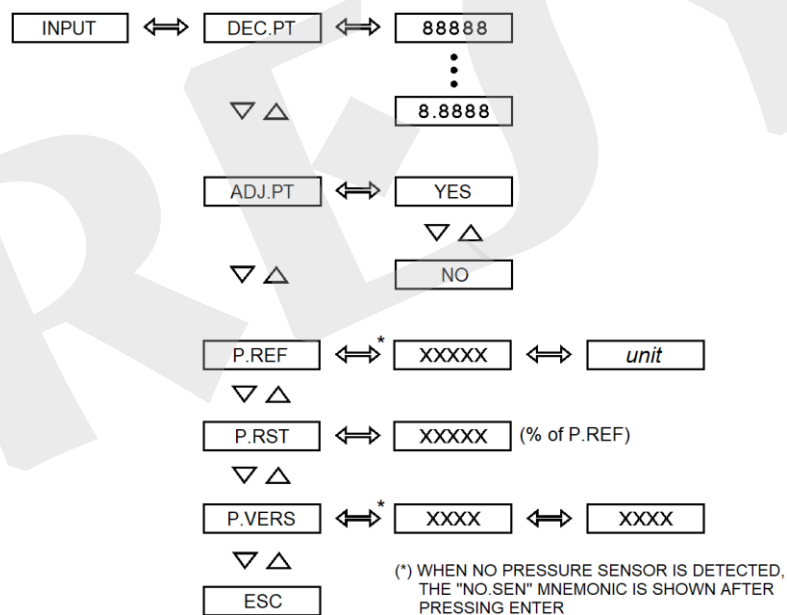 INPUT DEC.PT 88888
8.8888
ADJ.PT YES
NO
P.REF * XXXXX unit
P.RST XXXXX (% of P.REF)
P.VERS * XXXX XXXX
ESC
(*) WHEN NO PRESSURE SENSOR IS DETECTED,
THE "NO.SEN" MNEMONIC IS SHOWN AFTER
PRESSING ENTER